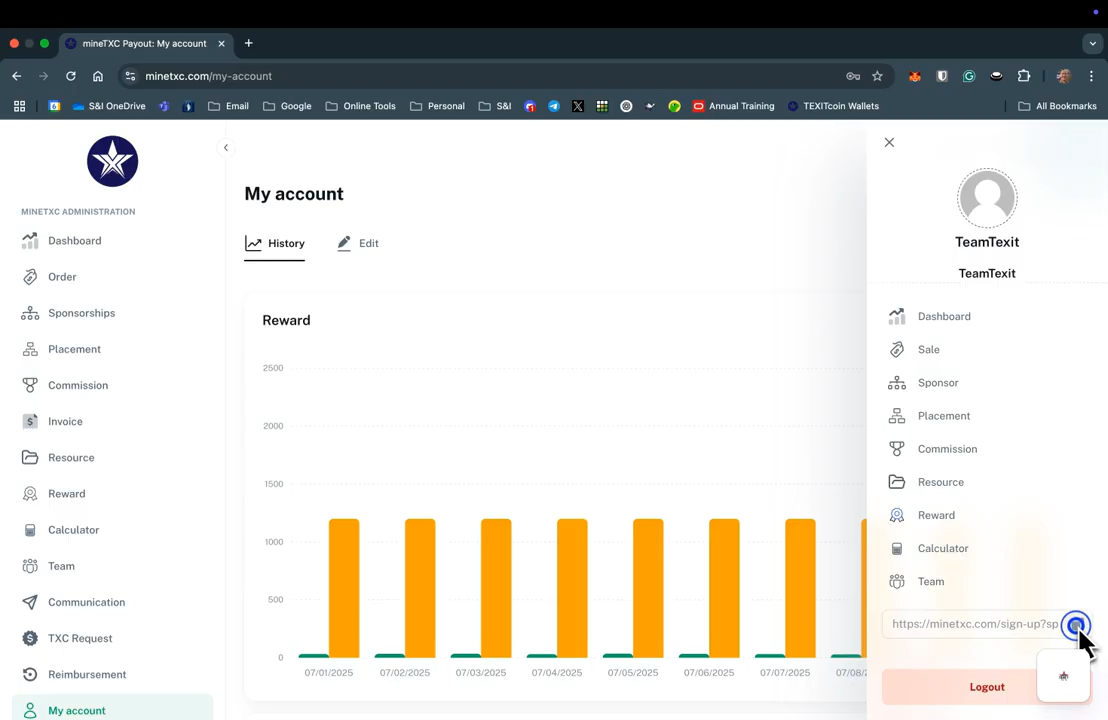 mineTXC Payout: My account
minetxc.com/my-account
S&I OneDrive
Email
Google
Online Tools
Personal
S&I
Annual Training
TEXITcoin Wallets
All Bookmarks
MINETXC ADMINISTRATION
Dashboard
Order
Sponsorships
Placement
Commission
Invoice
Resource
Reward
Calculator
Team
Communication
TXC Request
Reimbursement
My account
My account
History
Edit
Reward
2500
2000
1500
1000
500
0
07/01/2025
07/02/2025
07/03/2025
07/04/2025
07/05/2025
07/06/2025
07/07/2025
07/08/2
TeamTexit
TeamTexit
Dashboard
Sale
Sponsor
Placement
Commission
Resource
Reward
Calculator
Team
https://minetxc.com/sign-up?sp
Logout